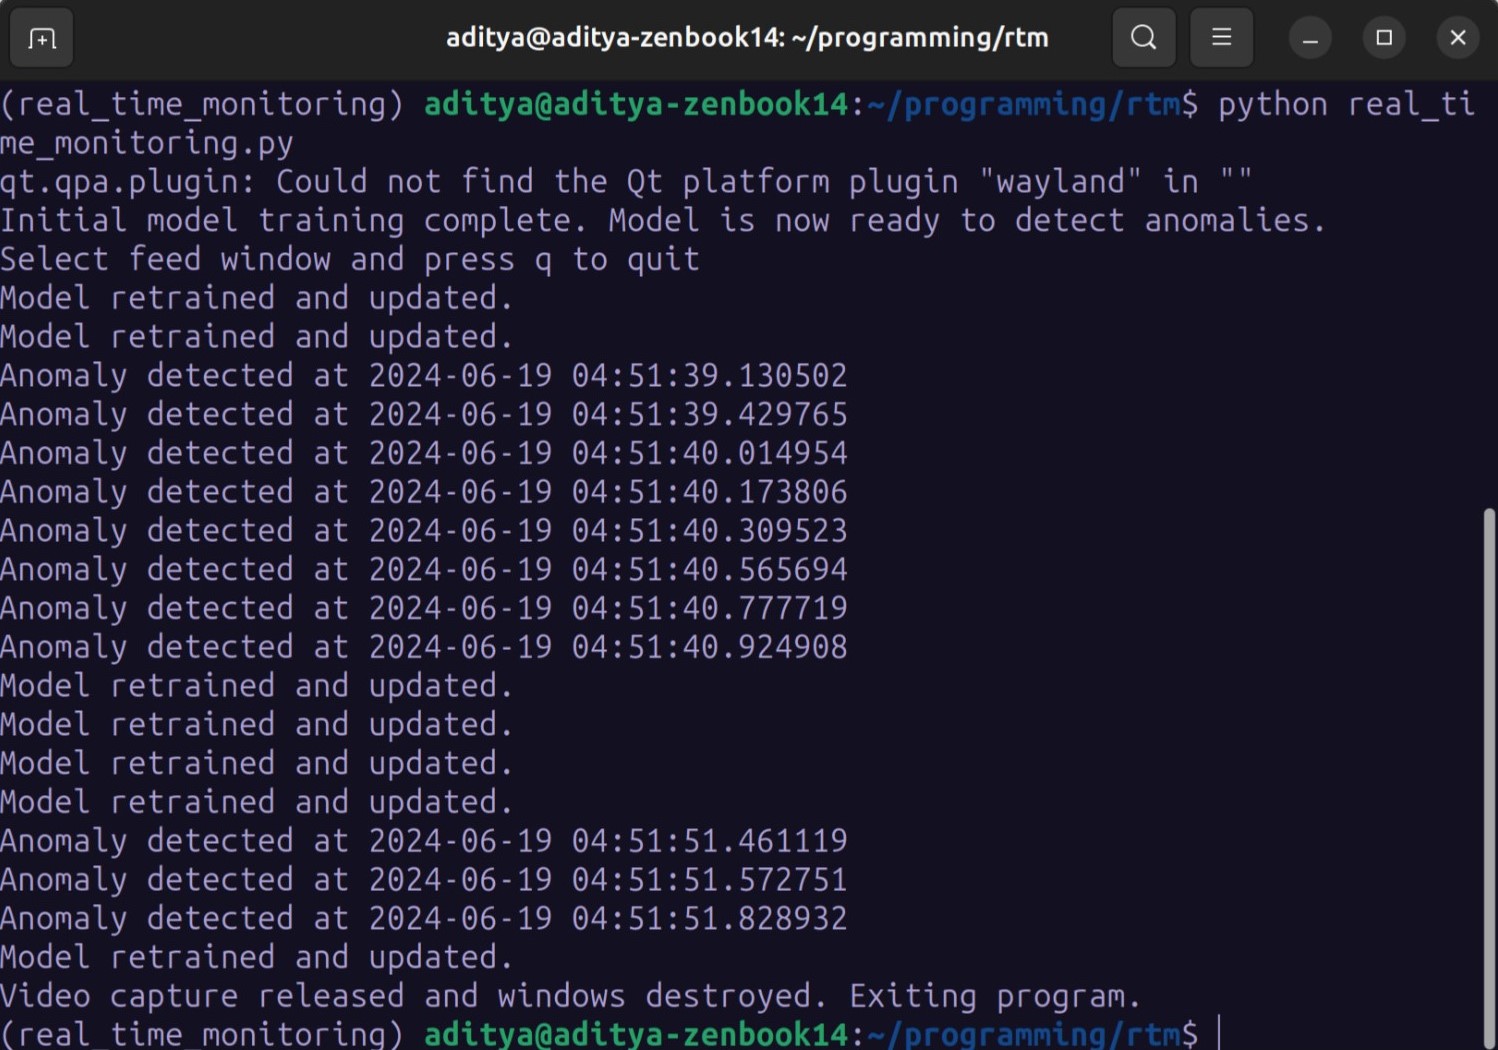 aditya@aditya-zenbook14: ~/programming/rtm
(real_time_monitoring) aditya@aditya-zenbook14:~/programming/rtm$ python real_ti
me_monitoring.py
qt.qpa.plugin: Could not find the Qt platform plugin "wayland" in ""
Initial model training complete. Model is now ready to detect anomalies.
Select feed window and press q to quit
Model retrained and updated.
Model retrained and updated.
Anomaly detected at 2024-06-19 04:51:39.130502
Anomaly detected at 2024-06-19 04:51:39.429765
Anomaly detected at 2024-06-19 04:51:40.014954
Anomaly detected at 2024-06-19 04:51:40.173806
Anomaly detected at 2024-06-19 04:51:40.309523
Anomaly detected at 2024-06-19 04:51:40.565694
Anomaly detected at 2024-06-19 04:51:40.777719
Anomaly detected at 2024-06-19 04:51:40.924908
Model retrained and updated.
Model retrained and updated.
Model retrained and updated.
Model retrained and updated.
Anomaly detected at 2024-06-19 04:51:51.461119
Anomaly detected at 2024-06-19 04:51:51.572751
Anomaly detected at 2024-06-19 04:51:51.828932
Model retrained and updated.
Video capture released and windows destroyed. Exiting program.
(real_time_monitoring) aditya@aditya-zenbook14:~/programming/rtm$